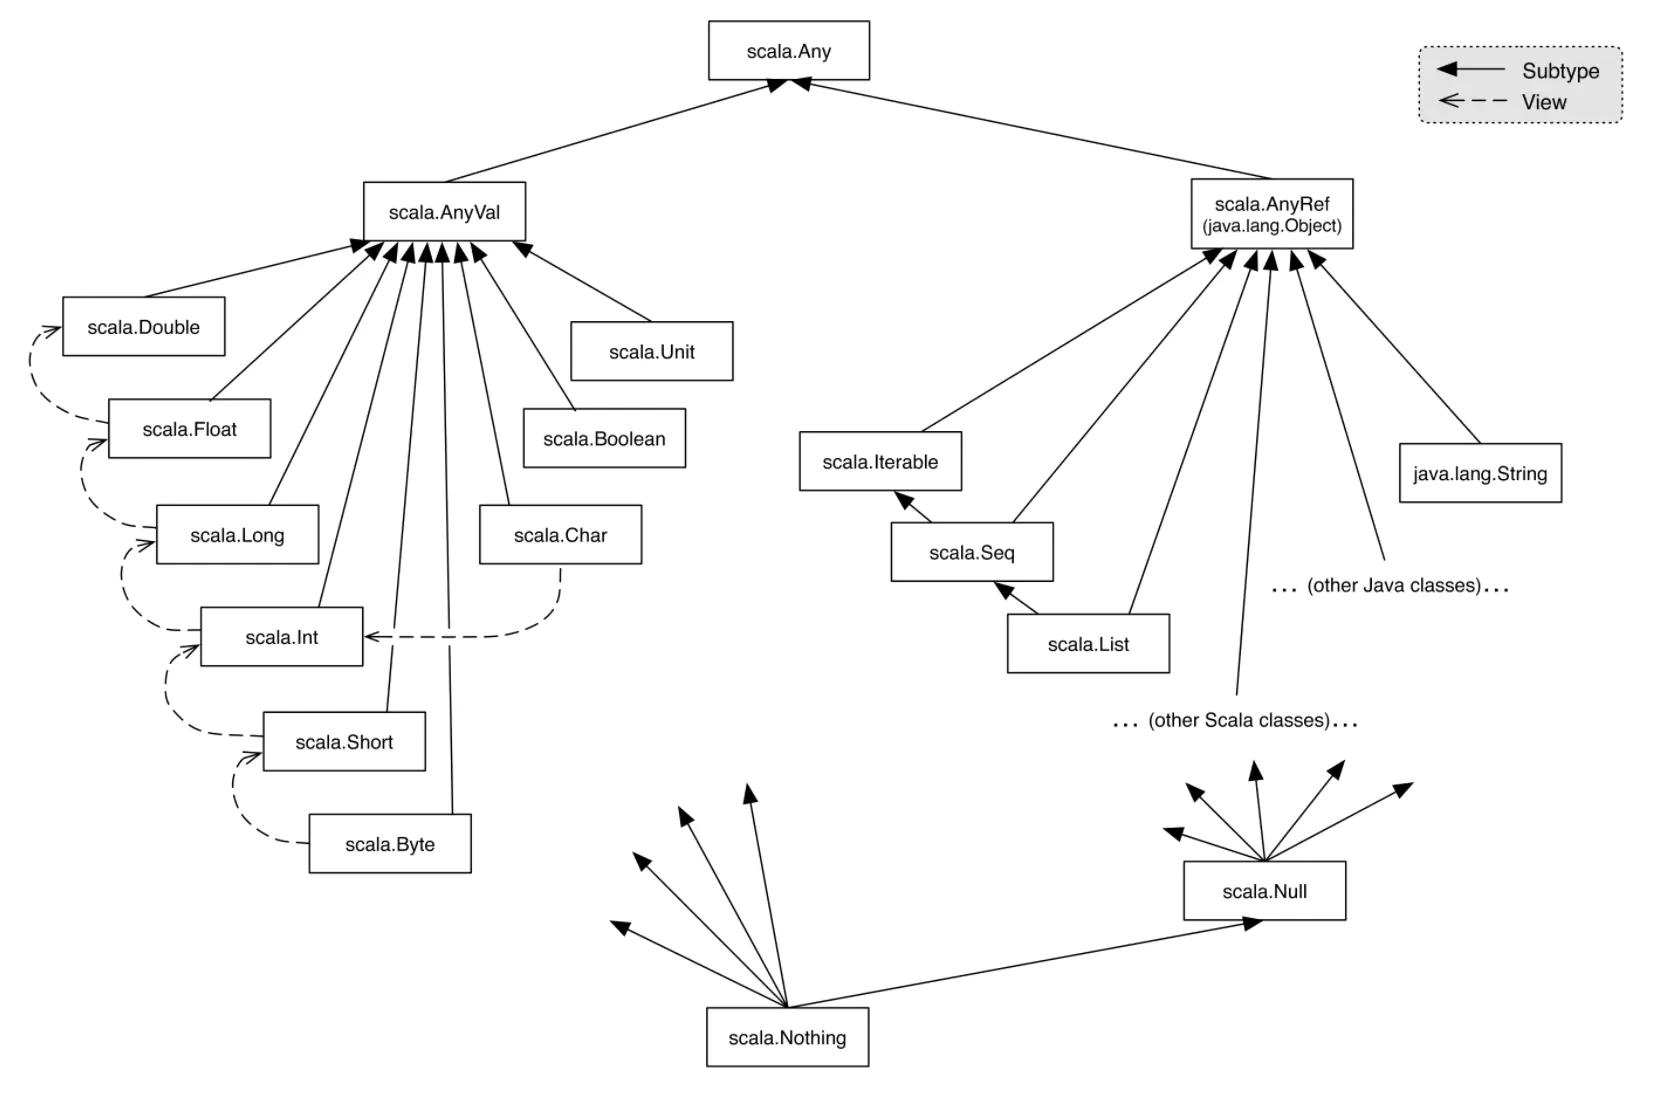 scala.Any
Subtype
View
scala.AnyVal
scala.AnyRef
(java.lang.Object)
scala.Double
scala.Unit
scala.Float
scala.Boolean
scala.Iterable
java.lang.String
scala.Long
scala.Char
scala.Seq
... (other Java classes)...
scala.Int
scala.List
... (other Scala classes)...
scala.Short
scala.Byte
scala.Null
scala.Nothing